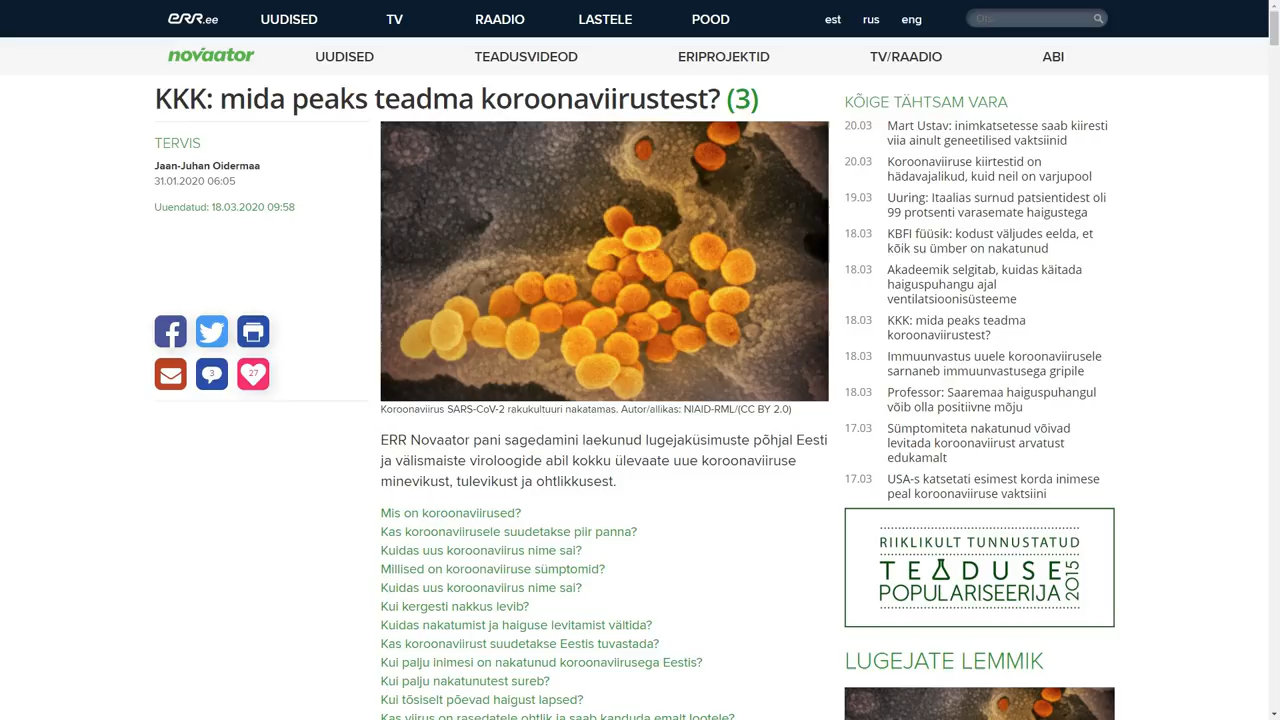 err.ee
UUDISED
TV
RAADIO
LASTELE
POOD
est
rus
eng
Otsi
novaator
UUDISED
TEADUSVIDEOD
ERIPROJEKTID
TV/RAADIO
ABI
KKK: mida peaks teadma koroonaviirustest? (3)
TERVIS
Jaan-Juhan Oidermaa
31.01.2020 06:05
Uuendatud: 18.03.2020 09:58
3
27
Koroonaviirus SARS-CoV-2 rakukultuuri nakatamas. Autor/allikas: NIAID-RML/(CC BY 2.0)
ERR Novaator pani sagedamini laekunud lugejaküsimuste põhjal Eesti
ja välismaiste viroloogide abil kokku ülevaate uue koroonaviiruse
minevikust, tulevikust ja ohtlikkusest.
Mis on koroonaviirused?
Kas koroonaviirusele suudetakse piir panna?
Kuidas uus koroonaviirus nime sai?
Millised on koroonaviiruse sümptomid?
Kuidas uus koroonaviirus nime sai?
Kui kergesti nakkus levib?
Kuidas nakatumist ja haiguse levitamist vältida?
Kas koroonaviirust suudetakse Eestis tuvastada?
Kui palju inimesi on nakatunud koroonaviirusega Eestis?
Kui palju nakatunutest sureb?
Kui tõsiselt põevad haigust lapsed?
Kas viirus on rasedatele ohtlik ja saab kanduda emalt lootele?
KÕIGE TÄHTSAM VARA
20.03 Mart Ustav: inimkatsetesse saab kiiresti
viia ainult geneetilised vaktsiinid
20.03 Koroonaviiruse kiirtestid on
hädavajalikud, kuid neil on varjupool
19.03 Uuring: Itaalias surnud patsientidest oli
99 protsenti varasemate haigustega
18.03 KBFI füüsik: kodust väljudes eelda, et
kõik su ümber on nakatunud
18.03 Akadeemik selgitab, kuidas käitada
haiguspuhangu ajal
ventilatsioonisüsteeme
18.03 KKK: mida peaks teadma
koroonaviirustest?
18.03 Immuunvastus uuele koroonaviirusele
sarnaneb immuunvastusega gripile
18.03 Professor: Saaremaa haiguspuhangul
võib olla positiivne mõju
17.03 Sümptomiteta nakatunud võivad
levitada koroonaviirust arvatust
edukamalt
17.03 USA-s katsetati esimest korda inimese
peal koroonaviiruse vaktsiini
RIIKLIKULT TUNNUSTATUD
TEADUSE
POPULARISEERIJA 2015
LUGEJATE LEMMIK